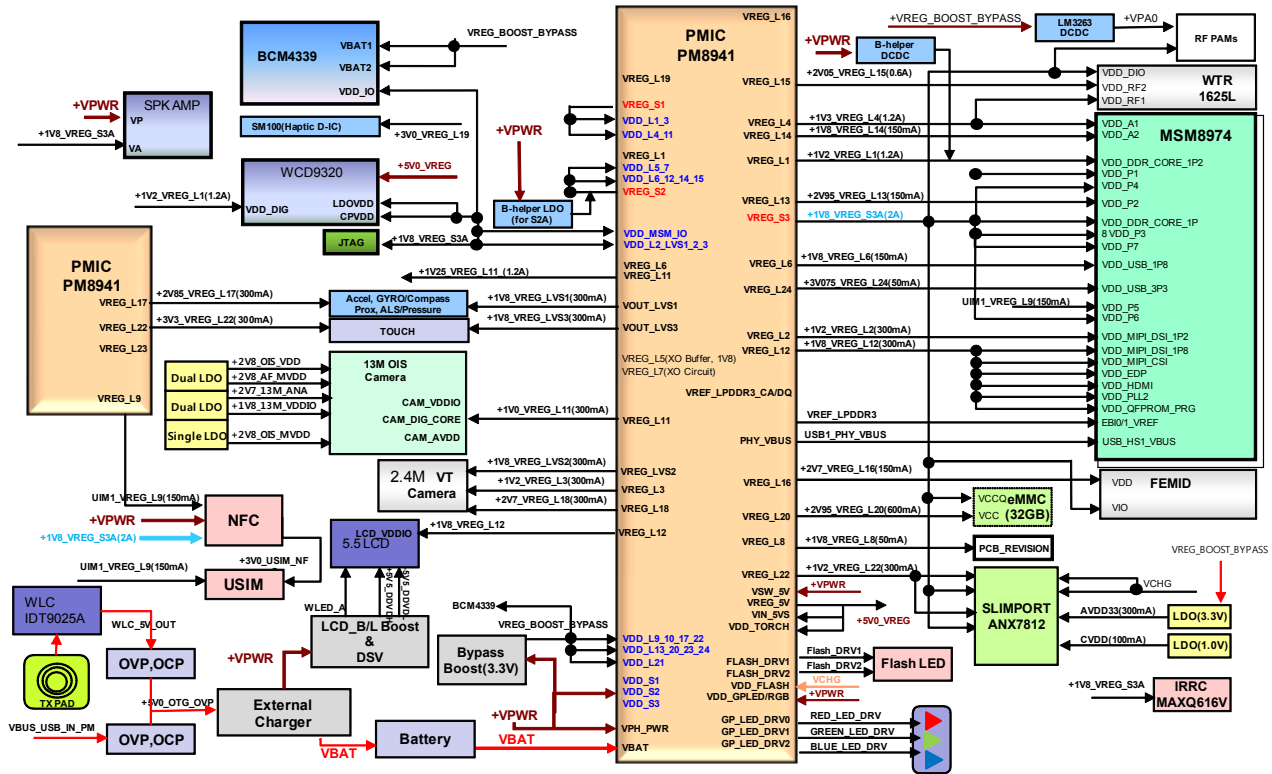 BCM4339
VBAT1
VBAT2
VDD_IO
VREG_BOOST_BYPASS
+VPWR
SPK AMP
VP
VA
+1V8_VREG_S3A
SM100(Haptic D-IC)
+3V0_VREG_L19
WCD9320
VDD_DIG
LDOVDD
CPVDD
+5V0_VREG
+1V2_VREG_L1(1.2A)
JTAG
+1V8_VREG_S3A
+VPWR
B-helper LDO
(for S2A)
PMIC
PM8941
VREG_L17
VREG_L22
VREG_L23
VREG_L9
+2V85_VREG_L17(300mA)
+3V3_VREG_L22(300mA)
+1V25_VREG_L11_(1.2A)
Accel, GYRO/Compass
Prox, ALS/Pressure
TOUCH
+1V8_VREG_LVS1(300mA)
+1V8_VREG_LVS3(300mA)
Dual LDO
Dual LDO
Single LDO
+2V8_OIS_VDD
+2V8_AF_MVDD
+2V7_13M_ANA
+1V8_13M_VDDIO
+2V8_OIS_MVDD
13M OIS
Camera
CAM_VDDIO
CAM_DIG_CORE
CAM_AVDD
+1V0_VREG_L11(300mA)
2.4M VT
Camera
+1V8_VREG_LVS2(300mA)
+1V2_VREG_L3(300mA)
+2V7_VREG_L18(300mA)
UIM1_VREG_L9(150mA)
+VPWR
+1V8_VREG_S3A(2A)
NFC
UIM1_VREG_L9(150mA)
+3V0_USIM_NF
USIM
LCD_VDDIO
5.5 LCD
+1V8_VREG_L12
WLED_A
+5V5_DDVDH
-5V5_DDVDL
WLC
IDT9025A
WLC_5V_OUT
TX PAD
OVP,OCP
+5V0_OTG_OVP
VBUS_USB_IN_PM
OVP,OCP
+VPWR
LCD_B/L Boost
&
DSV
External
Charger
VBAT
Battery
VBAT
BCM4339
VREG_BOOST_BYPASS
Bypass
Boost(3.3V)
+VPWR
PMIC
PM8941
VREG_L19
VREG_S1
VDD_L1_3
VDD_L4_11
VREG_L1
VDD_L5_7
VDD_L6_12_14_15
VREG_S2
VDD_MSM_IO
VDD_L2_LVS1_2_3
VREG_L6
VREG_L11
VOUT_LVS1
VOUT_LVS3
VREG_L5(XO Buffer, 1V8)
VREG_L7(XO Circuit)
VREG_L11
VREG_LVS2
VREG_L3
VREG_L18
VREG_L12
VDD_L9_10_17_22
VDD_L13_20_23_24
VDD_L21
VDD_S1
VDD_S2
VDD_S3
VPH_PWR
VBAT
VREG_L16
VREG_L15
VREG_L4
VREG_L14
VREG_L1
VREG_L13
VREG_S3
VREG_L6
VREG_L24
VREG_L2
VREG_L12
VREF_LPDDR3_CA/DQ
PHY_VBUS
VREG_L16
VREG_L20
VREG_L8
VREG_L22
VSW_5V
VREG_5V
VIN_5VS
VDD_TORCH
FLASH_DRV1
FLASH_DRV2
VDD_FLASH
VDD_GPLED/RGB
GP_LED_DRV0
GP_LED_DRV1
GP_LED_DRV2
+VREG_BOOST_BYPASS
LM3263
DCDC
+VPA0
RF PAMs
+VPWR
B-helper
DCDC
+2V05_VREG_L15(0.6A)
VDD_DIO
VDD_RF2
VDD_RF1
WTR
1625L
+1V3_VREG_L4(1.2A)
+1V8_VREG_L14(150mA)
+1V2_VREG_L1(1.2A)
+2V95_VREG_L13(150mA)
+1V8_VREG_S3A(2A)
+1V8_VREG_L6(150mA)
+3V075_VREG_L24(50mA)
UIM1_VREG_L9(150mA)
+1V2_VREG_L2(300mA)
+1V8_VREG_L12(300mA)
VREF_LPDDR3
USB1_PHY_VBUS
MSM8974
VDD_A1
VDD_A2
VDD_DDR_CORE_1P2
VDD_P1
VDD_P4
VDD_P2
VDD_DDR_CORE_1P
8 VDD_P3
VDD_P7
VDD_USB_1P8
VDD_USB_3P3
VDD_P5
VDD_P6
VDD_MIPI_DSI_1P2
VDD_MIPI_DSI_1P8
VDD_MIPI_CSI
VDD_EDP
VDD_HDMI
VDD_PLL2
VDD_QFPROM_PRG
EBI0/1_VREF
USB_HS1_VBUS
+2V7_VREG_L16(150mA)
VDD
VIO
FEMID
+2V95_VREG_L20(600mA)
VCCQ
VCC
eMMC
(32GB)
+1V8_VREG_L8(50mA)
PCB_REVISION
+1V2_VREG_L22(300mA)
+VPWR
+5V0_VREG
SLIMPORT
ANX7812
VREG_BOOST_BYPASS
VCHG
AVDD33(300mA)
LDO(3.3V)
CVDD(100mA)
LDO(1.0V)
Flash_DRV1
Flash_DRV2
Flash LED
VCHG
+VPWR
+1V8_VREG_S3A
IRRC
MAXQ616V
RED_LED_DRV
GREEN_LED_DRV
BLUE_LED_DRV